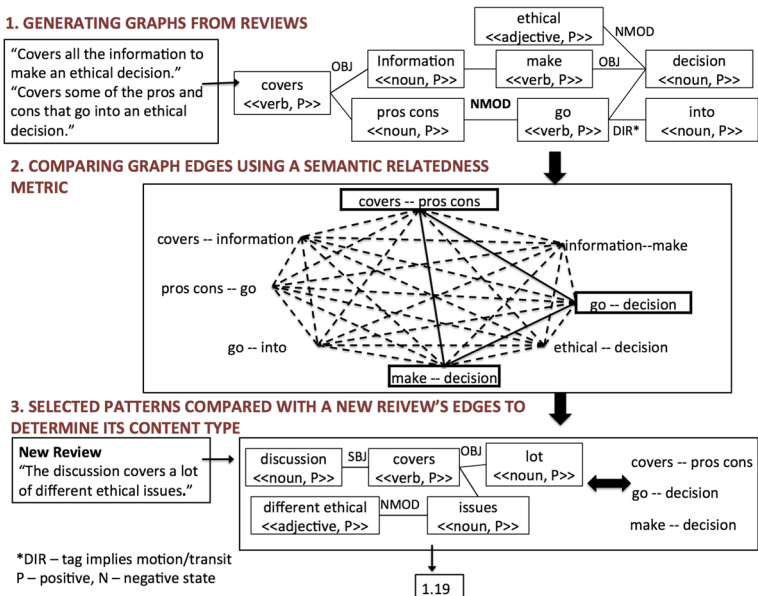 1. GENERATING GRAPHS FROM REVIEWS
“Covers all the information to
make an ethical decision.”
“Covers some of the pros and
cons that go into an ethical
decision.”
covers
<<verb, P>>
OBJ
Information
<<noun, P>>
pros cons
<<noun, P>>
NMOD
ethical
<<adjective, P>>
NMOD
make
<<verb, P>>
OBJ
decision
<<noun, P>>
go
<<verb, P>>
DIR*
into
<<noun, P>>
2. COMPARING GRAPH EDGES USING A SEMANTIC RELATEDNESS
METRIC
covers -- pros cons
covers -- information
information--make
pros cons -- go
go -- decision
go -- into
ethical -- decision
make -- decision
3. SELECTED PATTERNS COMPARED WITH A NEW REIVEW’S EDGES TO
DETERMINE ITS CONTENT TYPE
New Review
“The discussion covers a lot
of different ethical issues.”
discussion
<<noun, P>>
SBJ
covers
<<verb, P>>
OBJ
lot
<<noun, P>>
different ethical
<<adjective, P>>
NMOD
issues
<<noun, P>>
covers -- pros cons
go -- decision
make -- decision
*DIR – tag implies motion/transit
P – positive, N – negative state
1.19